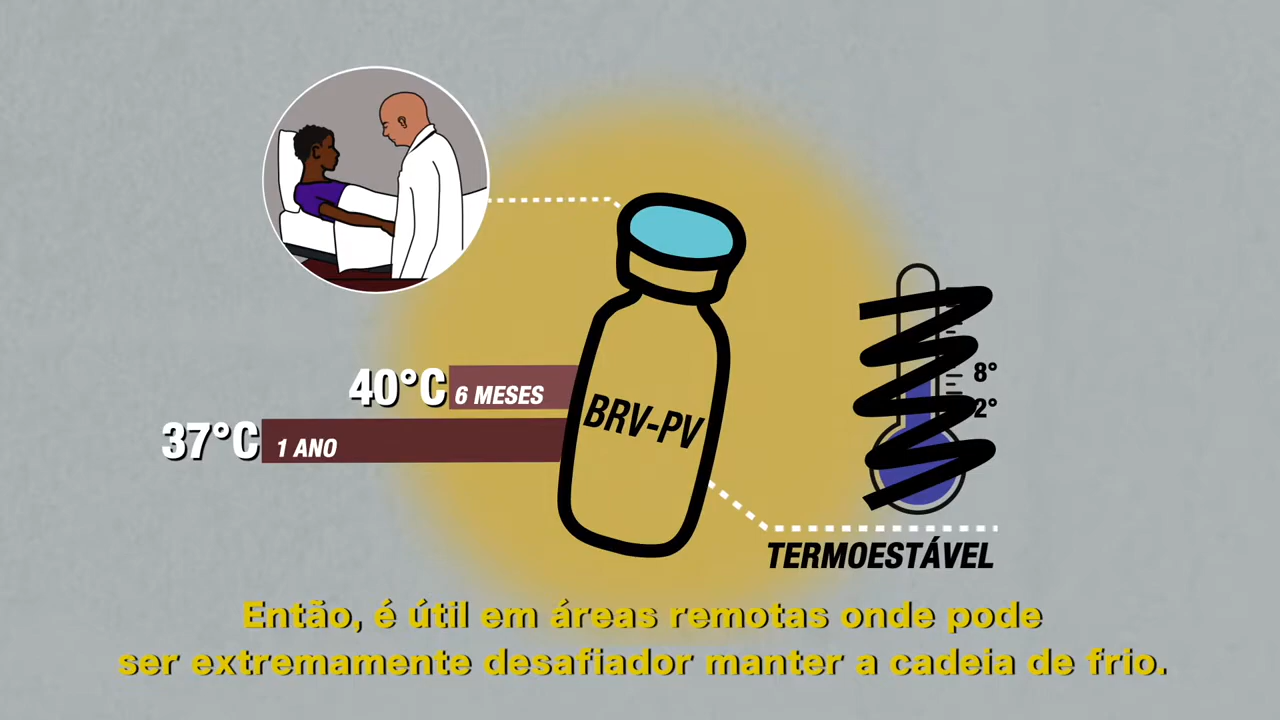 40°C 6 MESES
37°C 1 ANO
BRV-PV
8°
2°
TERMOESTÁVEL
Então, é útil em áreas remotas onde pode
ser extremamente desafiador manter a cadeia de frio.